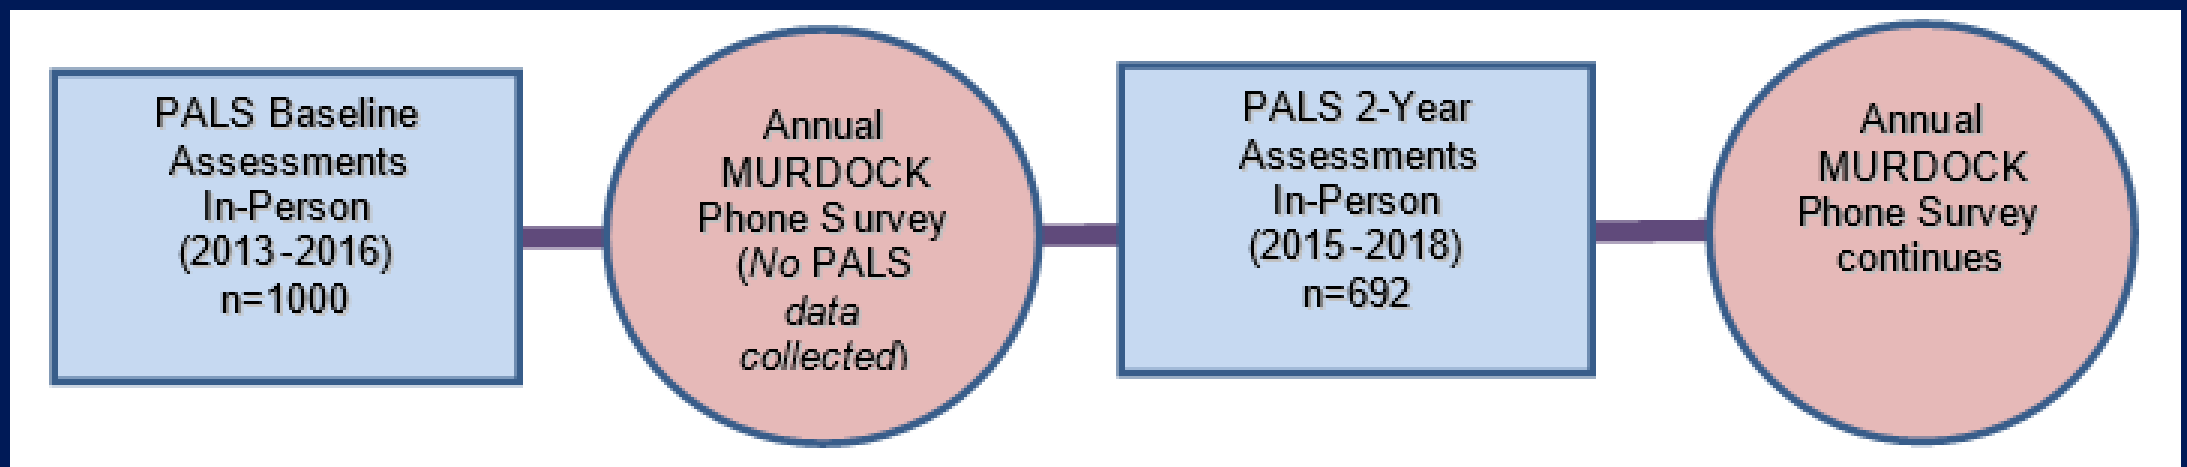 PALS Baseline
Assessments
In-Person
(2013-2016)
n=1000
Annual
MURDOCK
Phone Survey
(No PALS
data
collected)
PALS 2-Year
Assessments
In-Person
(2015-2018)
n=692
Annual
MURDOCK
Phone Survey
continues